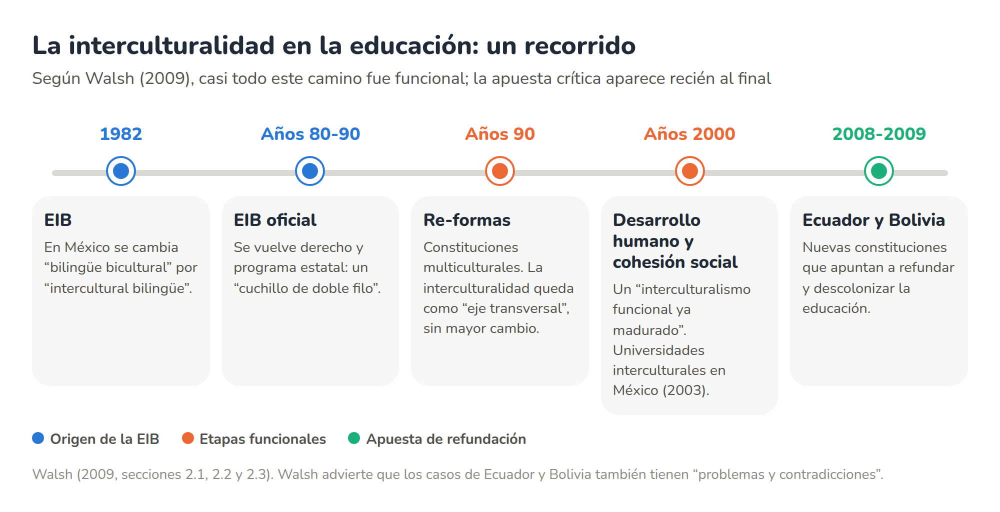 La interculturalidad en la educación: un recorrido
Según Walsh (2009), casi todo este camino fue funcional; la apuesta crítica aparece recién al final
1982
Años 80-90
Años 90
Años 2000
2008-2009
EIB
En México se cambia
“bilingüe bicultural” por
“intercultural bilingüe”.
EIB oficial
Se vuelve derecho y
programa estatal: un
“cuchillo de doble filo”.
Re-formas
Constituciones
multiculturales. La
interculturalidad queda
como “eje transversal”,
sin mayor cambio.
Desarrollo
humano y
cohesión social
Un “interculturalismo
funcional ya
madurado”.
Universidades
interculturales en
México (2003).
Ecuador y Bolivia
Nuevas constituciones
que apuntan a refundar
y descolonizar la
educación.
Origen de la EIB
Etapas funcionales
Apuesta de refundación
Walsh (2009, secciones 2.1, 2.2 y 2.3). Walsh advierte que los casos de Ecuador y Bolivia también tienen “problemas y contradicciones”.